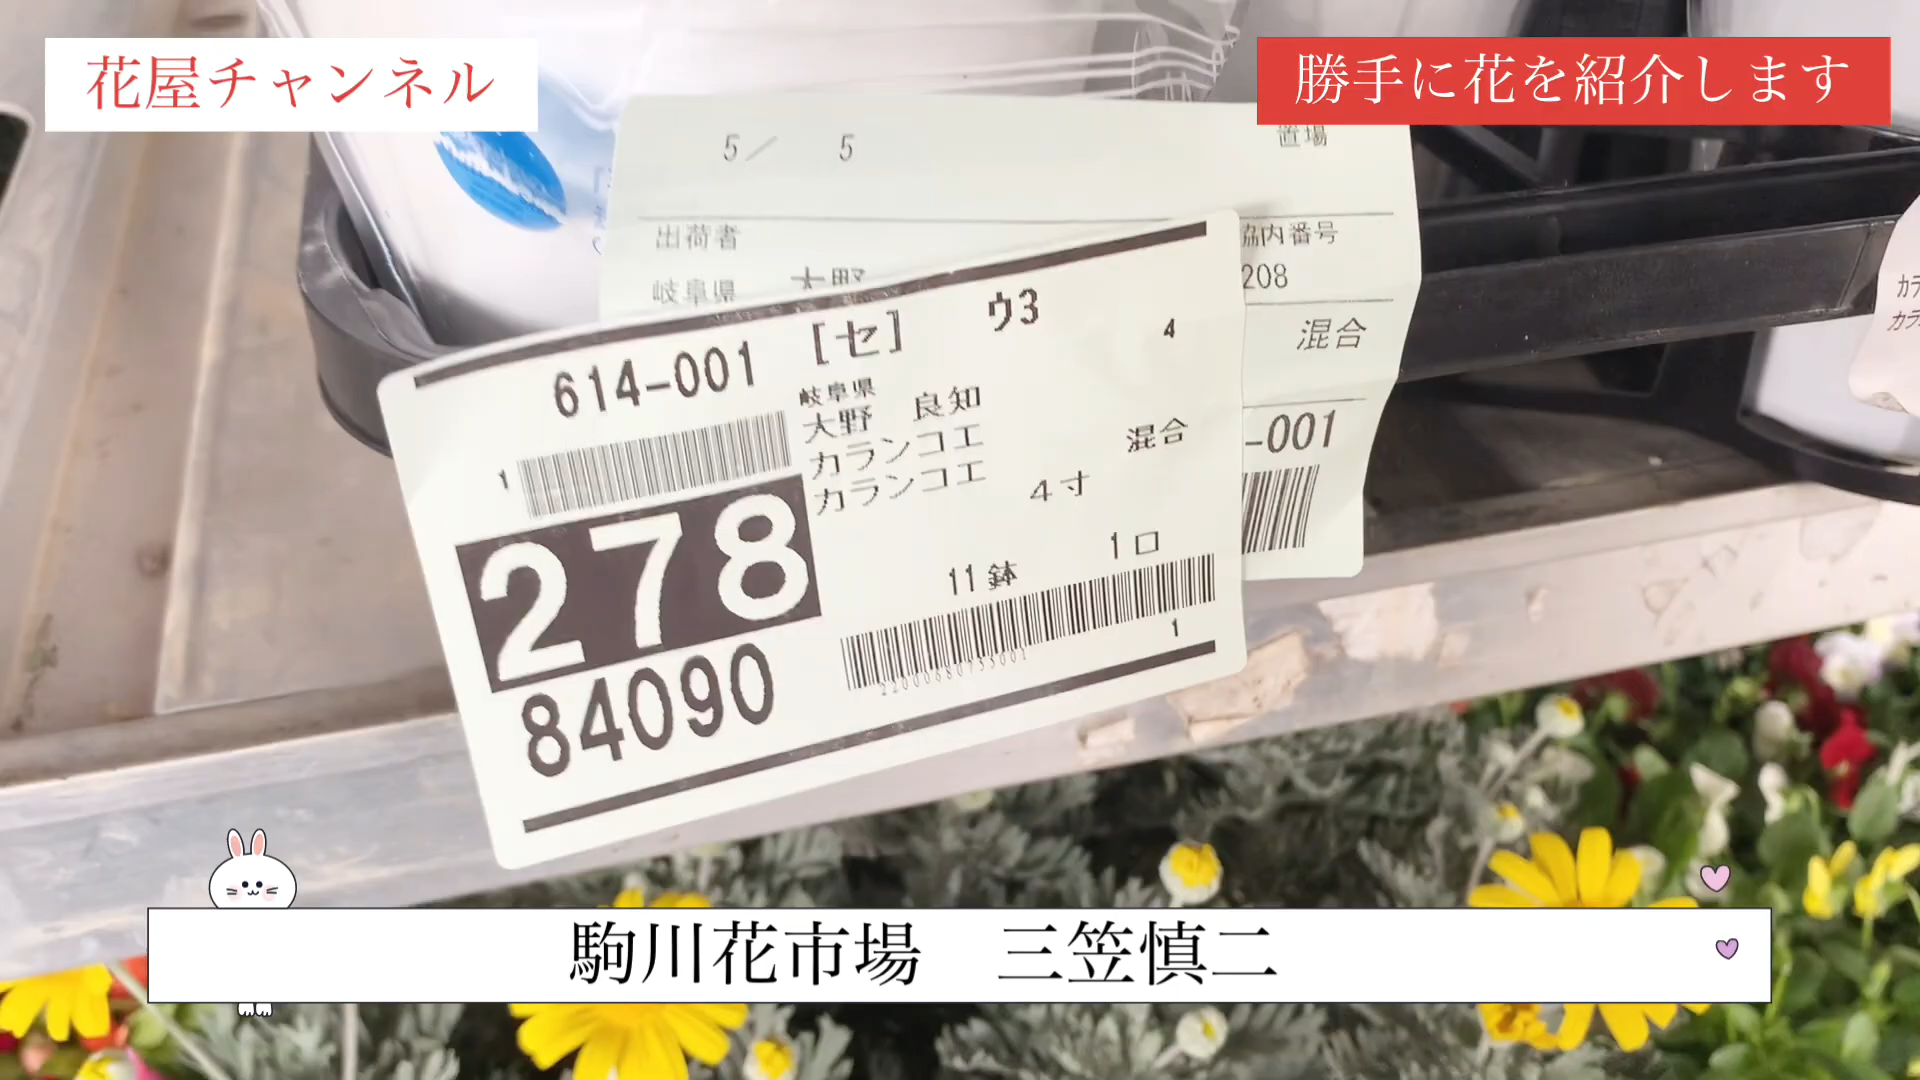 花屋チャンネル
勝手に花を紹介します
5／ 5
置場
出荷者
岐阜県 大野
協内番号
208
混合
-001
614-001
[セ]
ウ3
4
1
岐阜県
大野 良知
カランコエ
カランコエ
混合
4寸
278
11鉢
1口
84090
1
駒川花市場 三笠慎二